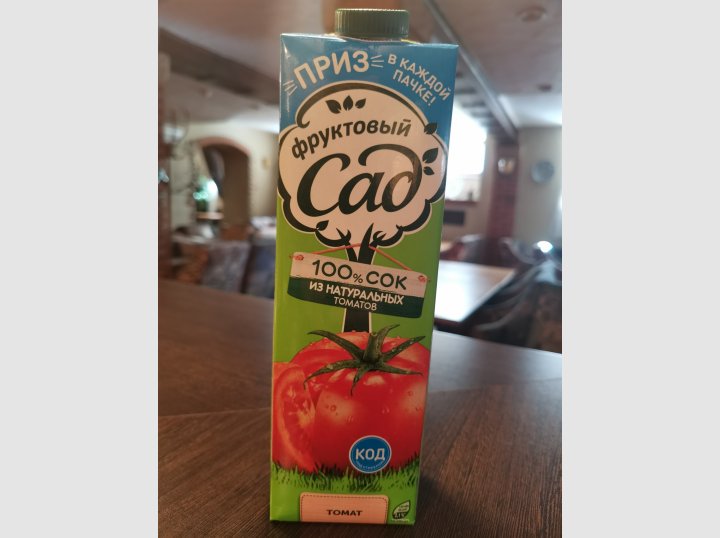 ПРИЗ
В КАЖДОЙ
ПАЧКЕ!
фруктовый
Сад
100% СОК
ИЗ НАТУРАЛЬНЫХ
ТОМАТОВ
КОД
ТОМАТ